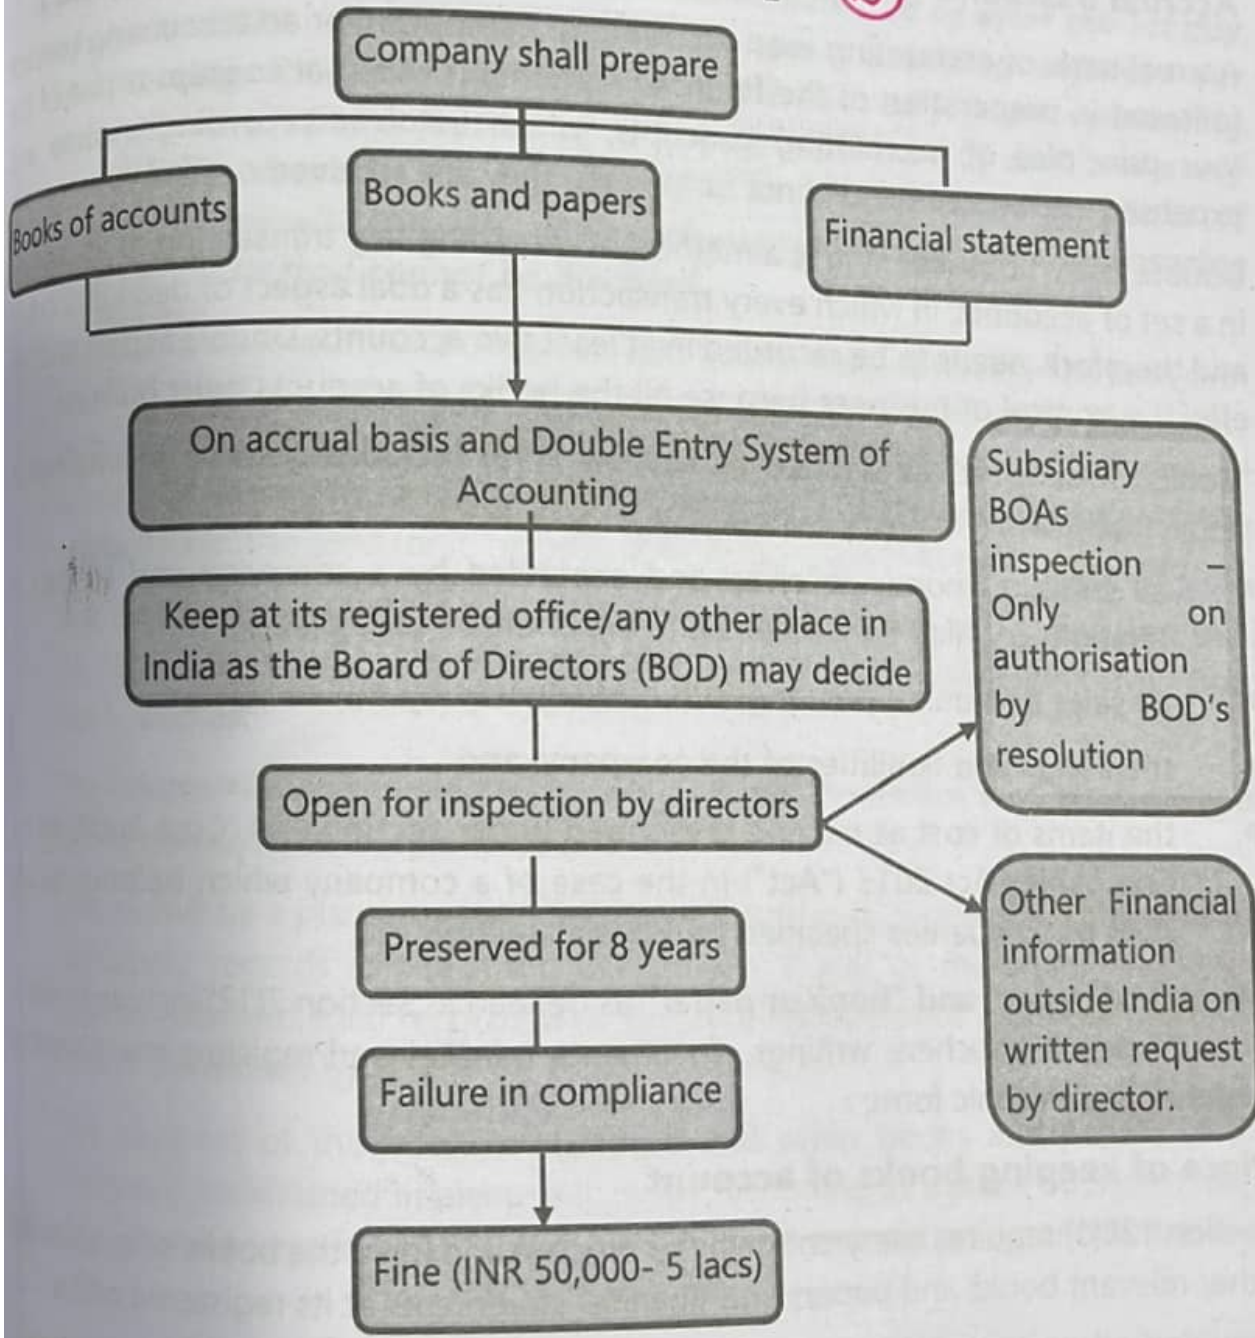 Company shall prepare
Books of accounts
Books and papers
Financial statement
On accrual basis and Double Entry System of
Accounting
Keep at its registered office/any other place in
India as the Board of Directors (BOD) may decide
Open for inspection by directors
Subsidiary
BOAs
inspection –
Only on
authorisation
by BOD's
resolution
Other Financial
information
outside India on
written request
by director.
Preserved for 8 years
Failure in compliance
Fine (INR 50,000- 5 lacs)